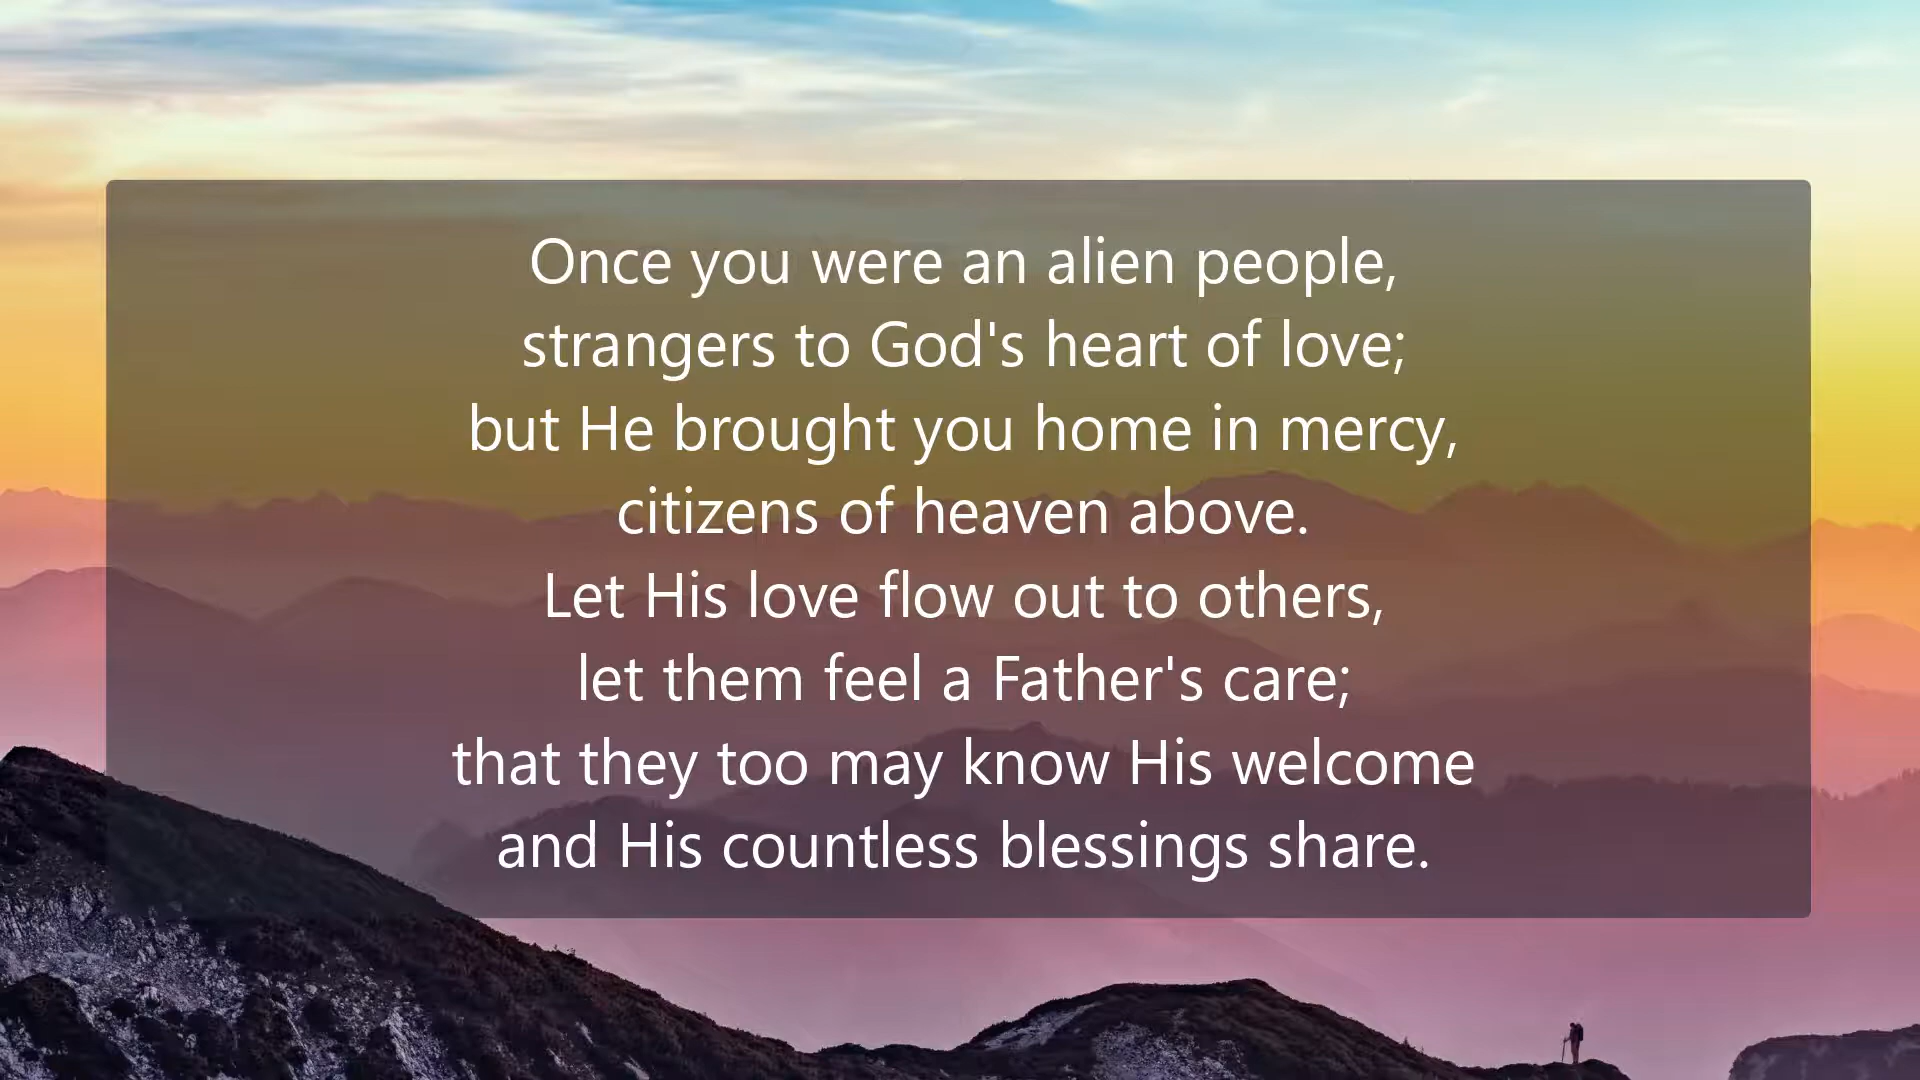 Once you were an alien people,
strangers to God's heart of love;
but He brought you home in mercy,
citizens of heaven above.
Let His love flow out to others,
let them feel a Father's care;
that they too may know His welcome
and His countless blessings share.